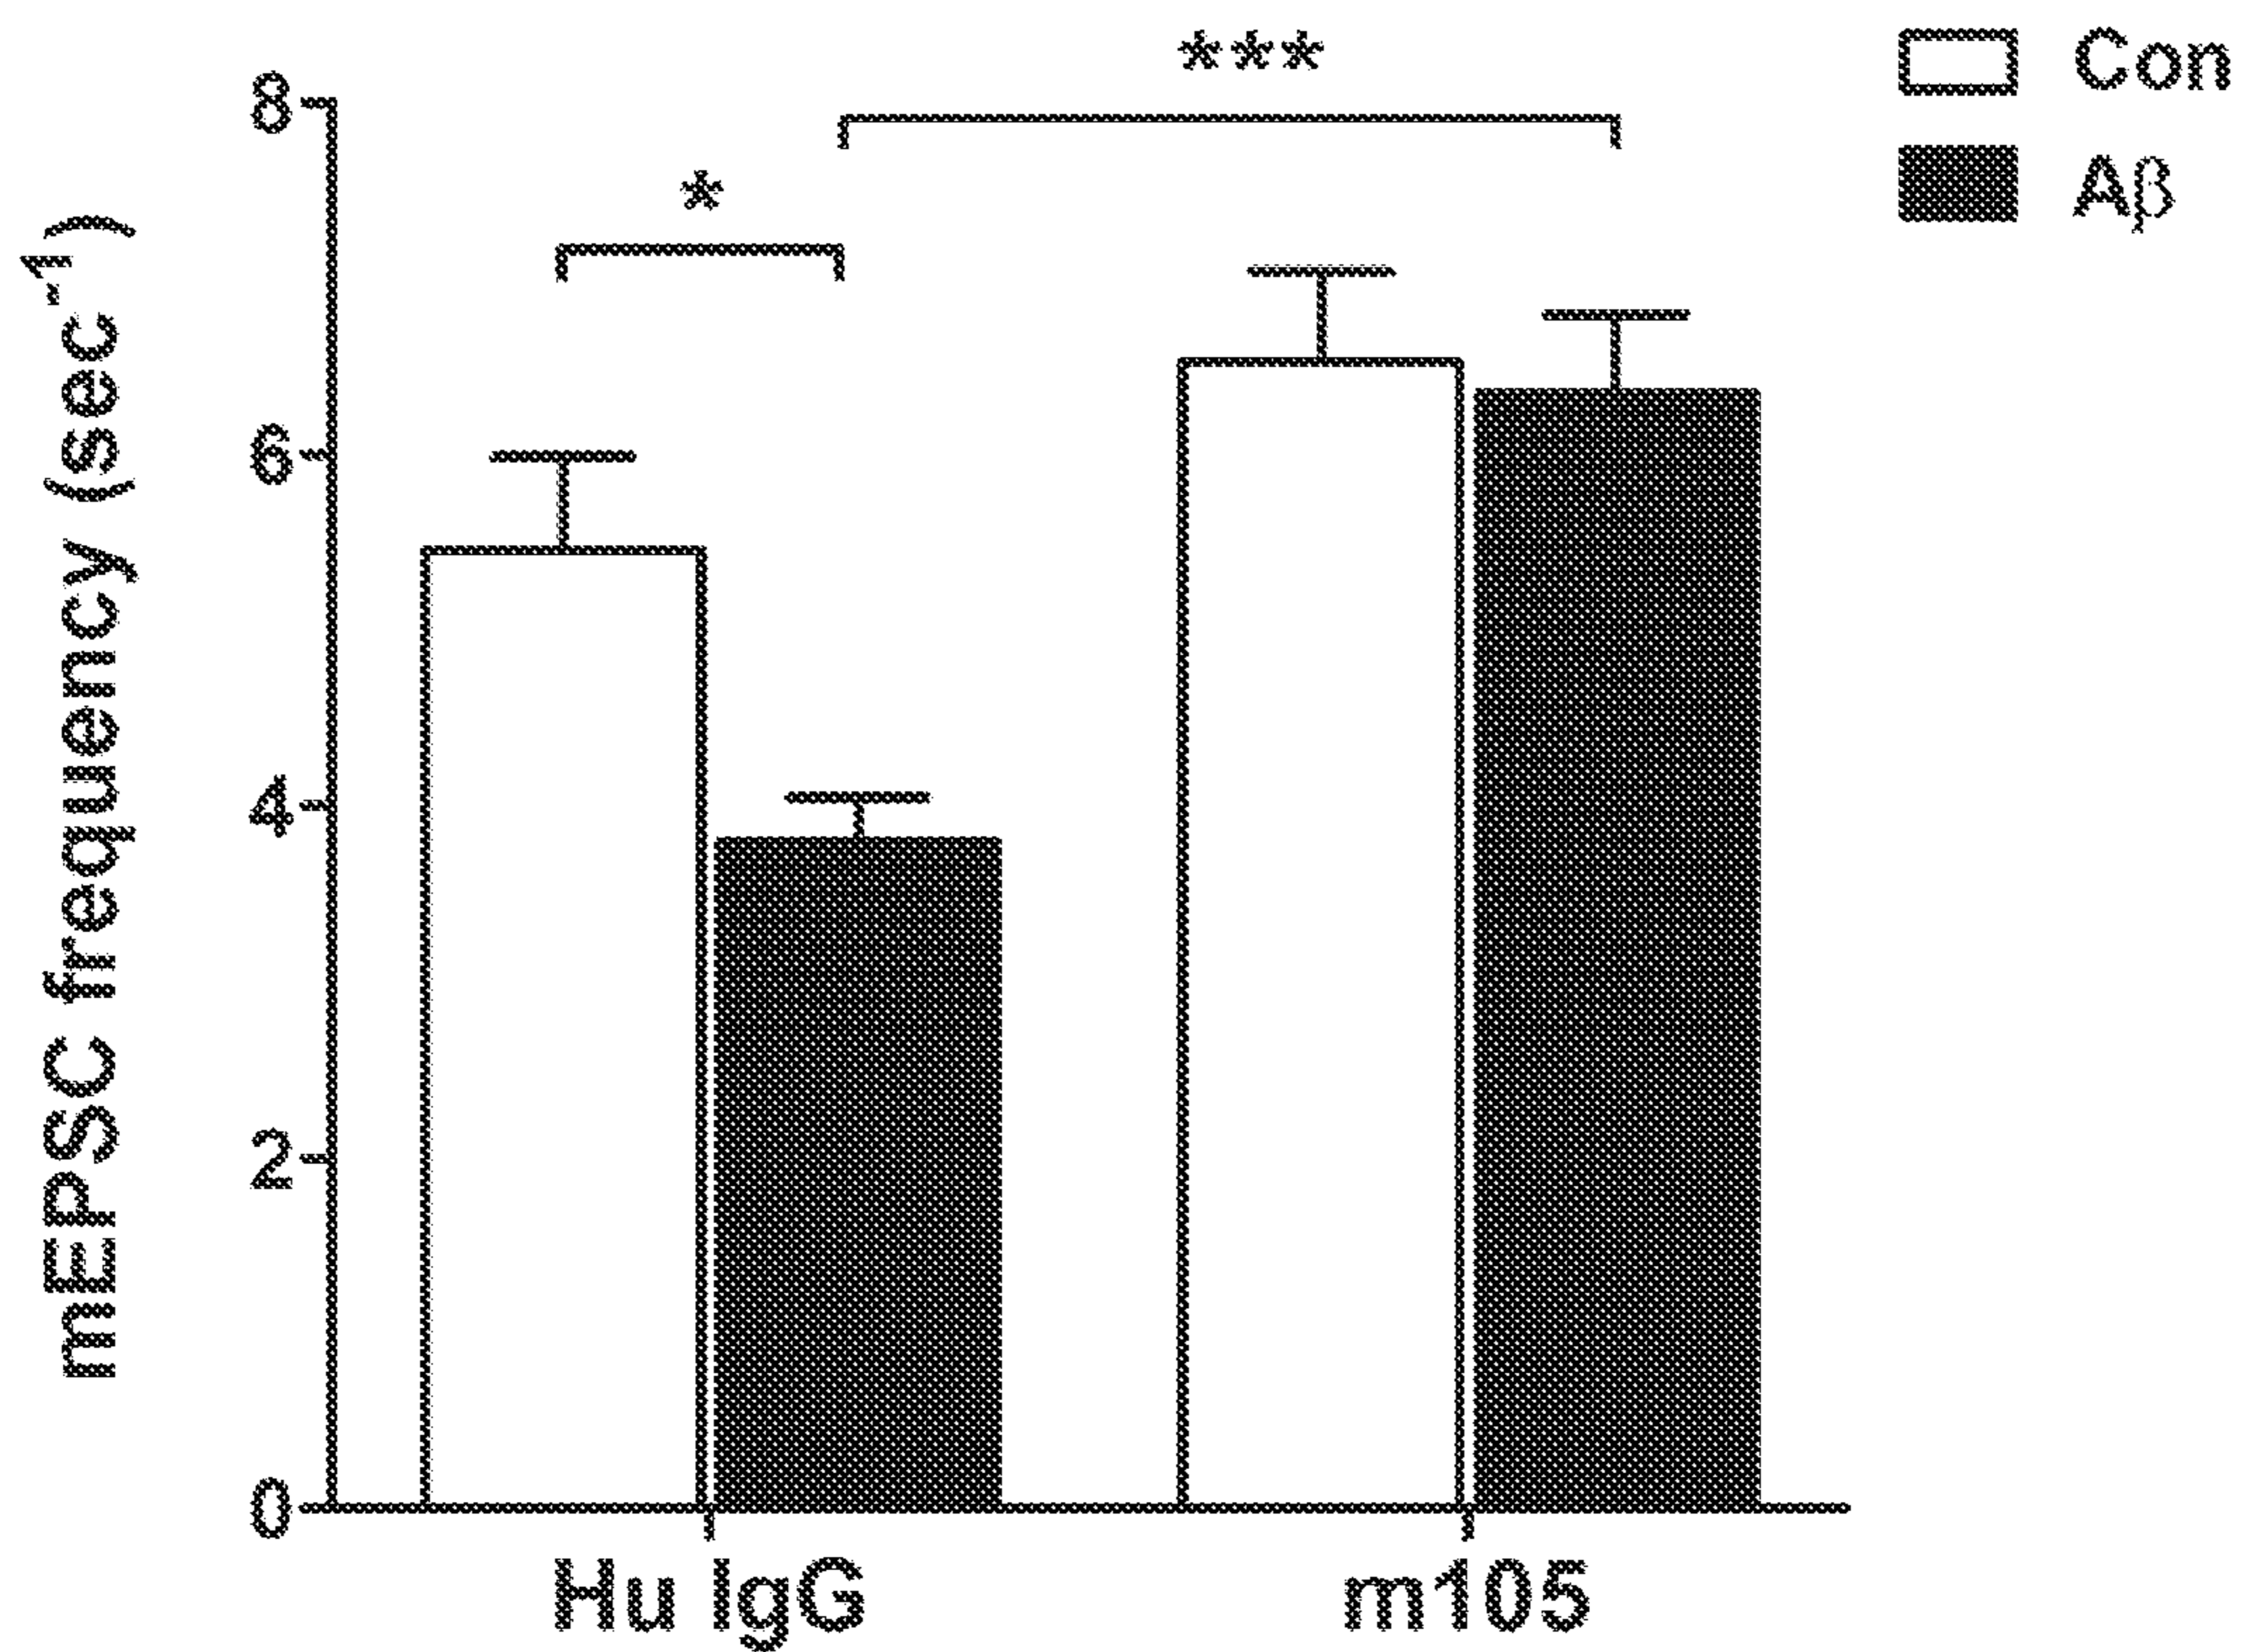 ***
Con
8
*
Aβ
mEPSC frequency (sec⁻¹)
6
4
2
0
Hu IgG
m105